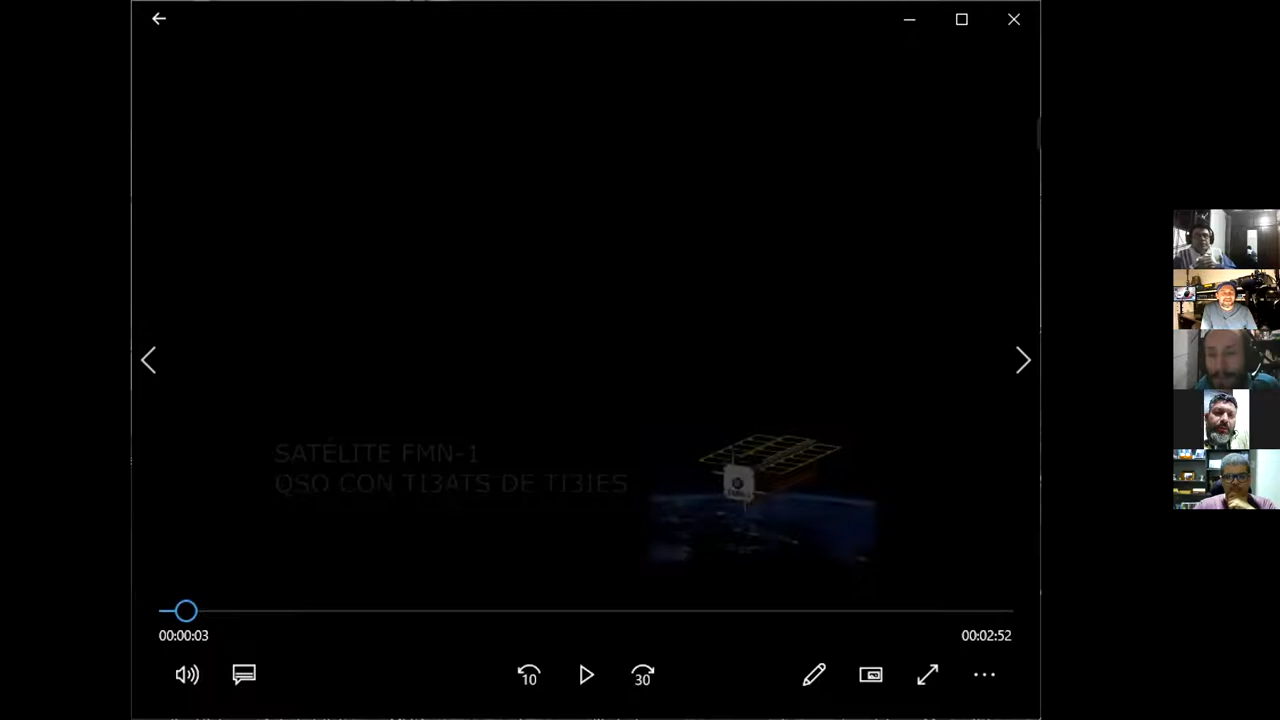 SATÉLITE FMN-1
QSO CON TI3ATS DE TI3IES
00:00:03
00:02:52
10
30